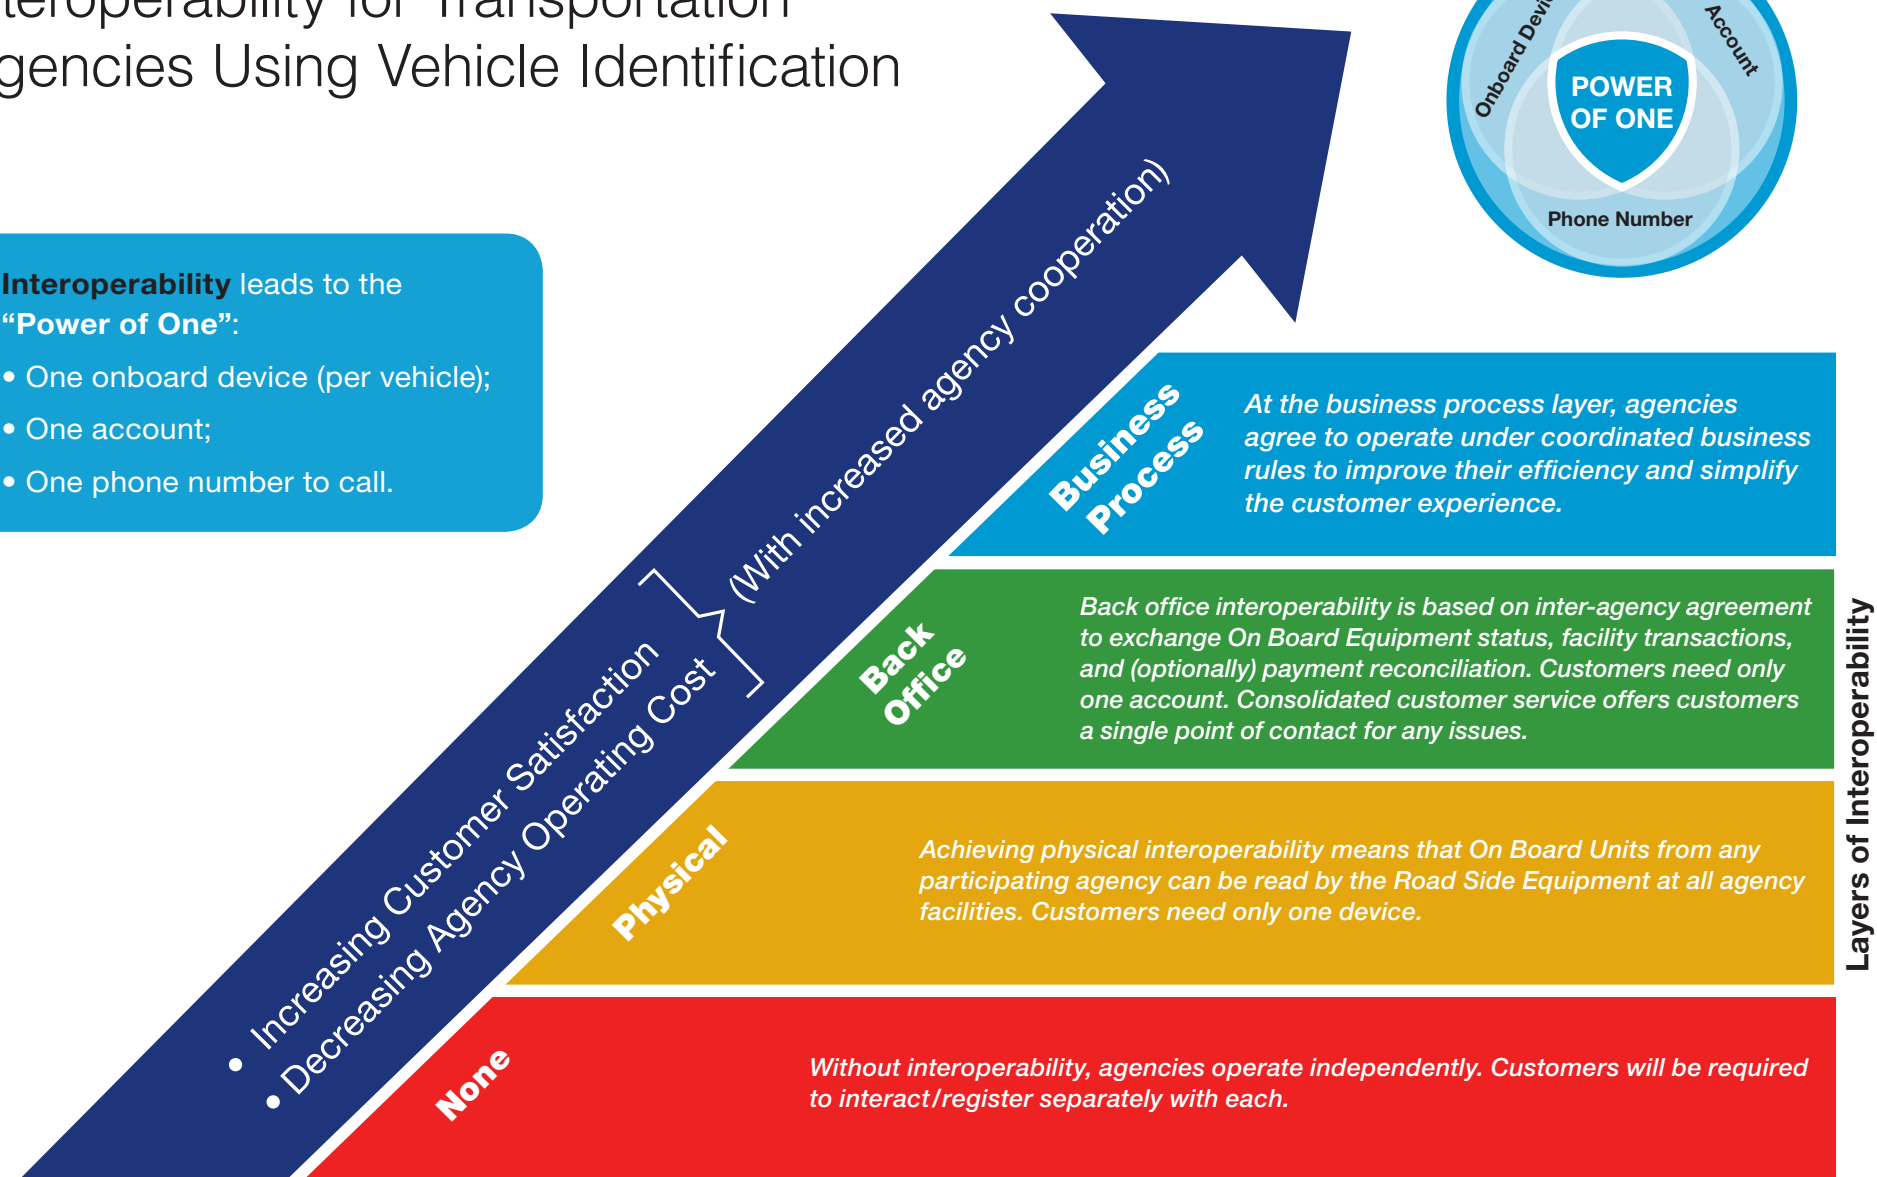 Interoperability for Transportation
Agencies Using Vehicle Identification
Onboard Device
Account
POWER
OF ONE
Phone Number
Interoperability leads to the
“Power of One”:
• One onboard device (per vehicle);
• One account;
• One phone number to call.
• Increasing Customer Satisfaction
• Decreasing Agency Operating Cost
(With increased agency cooperation)
Business
Process
At the business process layer, agencies
agree to operate under coordinated business
rules to improve their efficiency and simplify
the customer experience.
Back
Office
Back office interoperability is based on inter-agency agreement
to exchange On Board Equipment status, facility transactions,
and (optionally) payment reconciliation. Customers need only
one account. Consolidated customer service offers customers
a single point of contact for any issues.
Physical
Achieving physical interoperability means that On Board Units from any
participating agency can be read by the Road Side Equipment at all agency
facilities. Customers need only one device.
None
Without interoperability, agencies operate independently. Customers will be required
to interact/register separately with each.
Layers of Interoperability